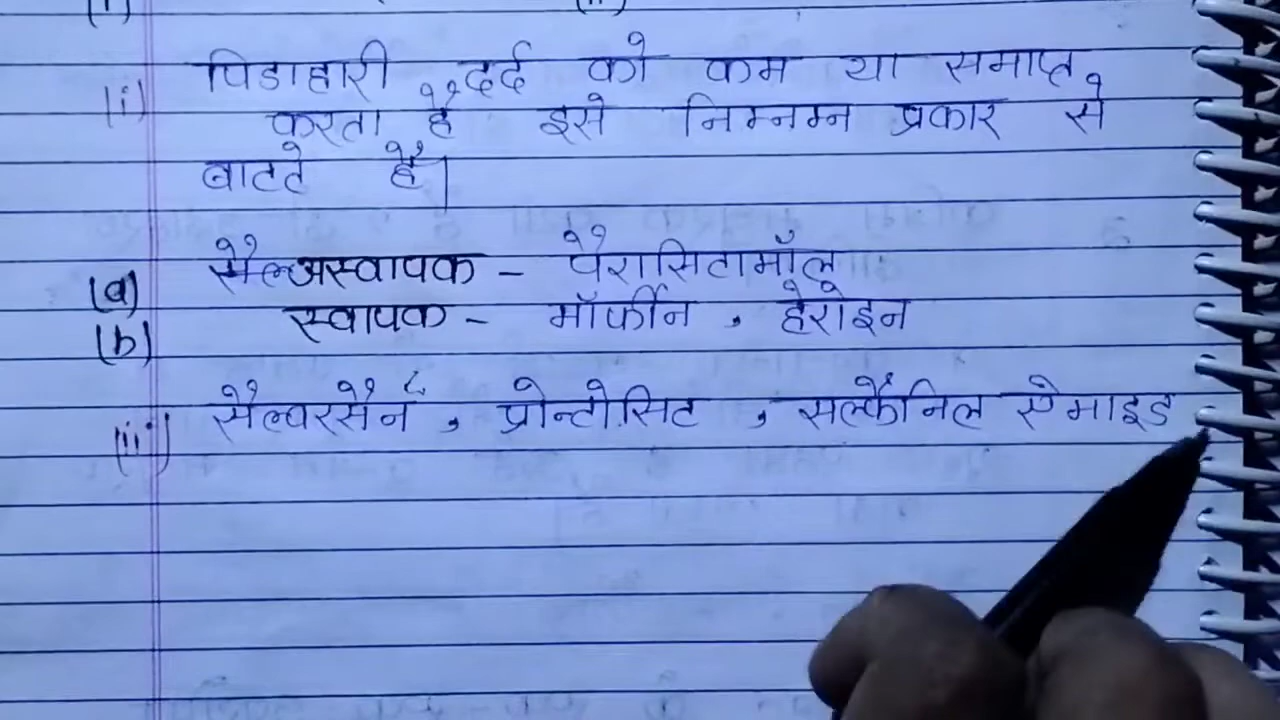 (i) पिडाहारी दर्द को कम या समाप्त
करता है इसे निम्नम्न प्रकार से
बाटते है।
(a) सैल्अस्वापक - पैरासिटामॉल
(b) स्वापक - मॉर्फीन , हेरोइन
(ii) सैल्वरसैन , प्रोन्टोसिट , सल्फैनिल ऐमाइड